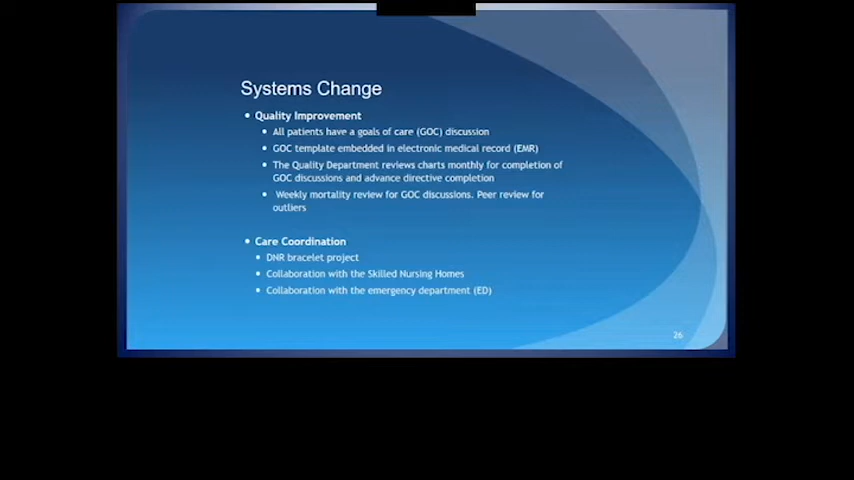 Systems Change
• Quality Improvement
• All patients have a goals of care (GOC) discussion
• GOC template embedded in electronic medical record (EMR)
• The Quality Department reviews charts monthly for completion of
GOC discussions and advance directive completion
• Weekly mortality review for GOC discussions. Peer review for
outliers
• Care Coordination
• DNR bracelet project
• Collaboration with the Skilled Nursing Homes
• Collaboration with the emergency department (ED)
26